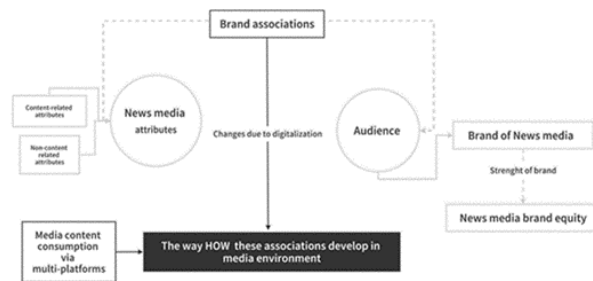 Brand associations
Content-related
attributes
Non-content
related
attributes
News media
attributes
Changes due to digitalization
Audience
Brand of News media
Strenght of brand
News media brand equity
Media content
consumption
via
multi-platforms
The way HOW these associations develop in
media environment